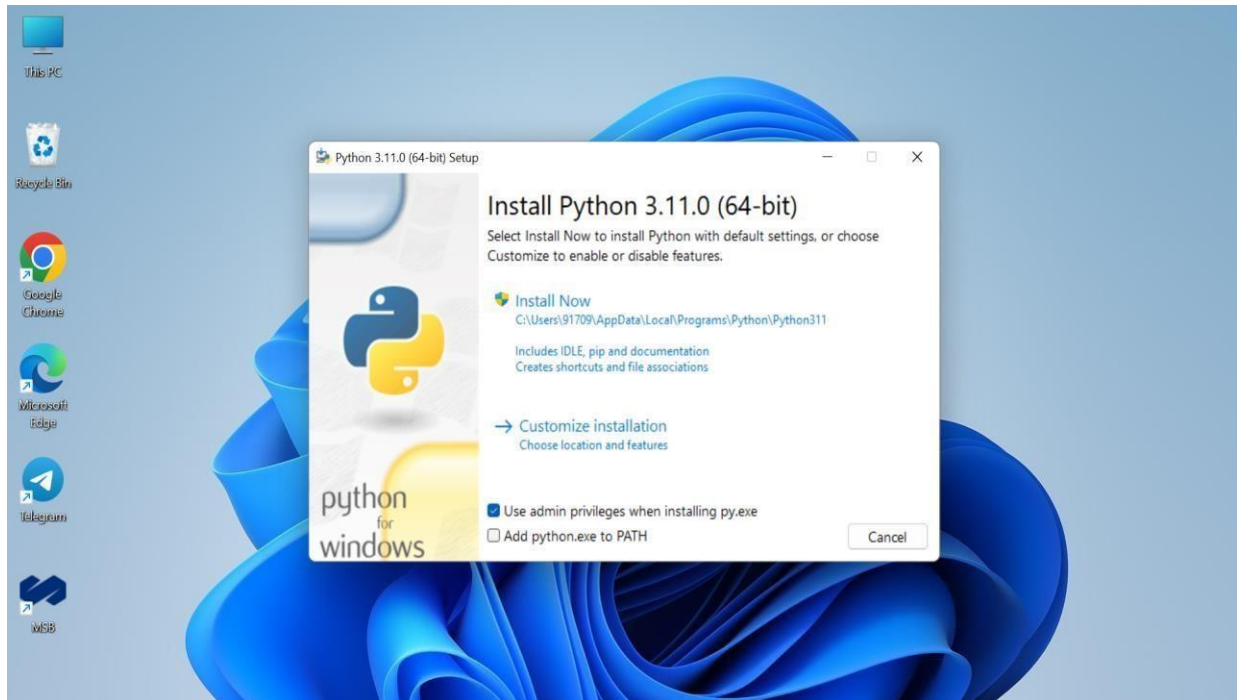 This PC
Recycle Bin
Google
Chrome
Microsoft
Edge
Telegram
MSB
Python 3.11.0 (64-bit) Setup
Install Python 3.11.0 (64-bit)
Select Install Now to install Python with default settings, or choose
Customize to enable or disable features.
Install Now
C:\Users\91709\AppData\Local\Programs\Python\Python311
Includes IDLE, pip and documentation
Creates shortcuts and file associations
Customize installation
Choose location and features
Use admin privileges when installing py.exe
Add python.exe to PATH
Cancel
python
for
windows